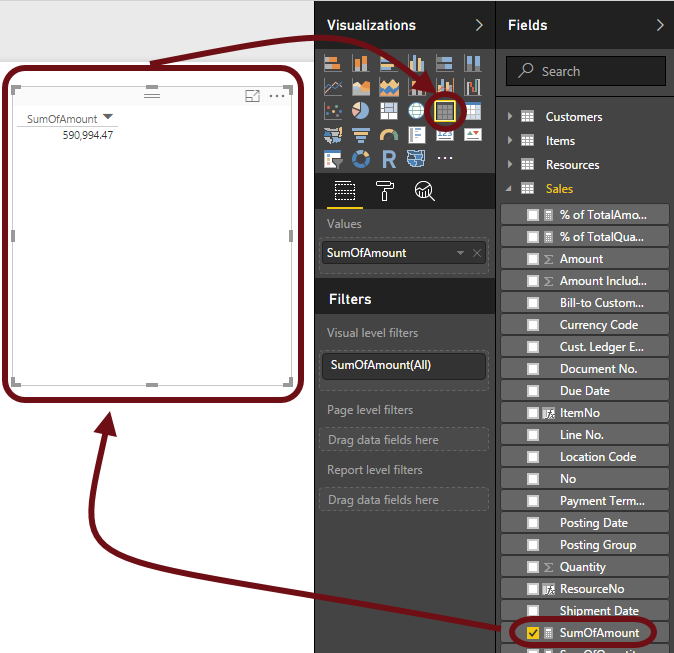 SumOfAmount
590,994.47
Visualizations
123
R
Values
SumOfAmount
Filters
Visual level filters
SumOfAmount(All)
Page level filters
Drag data fields here
Report level filters
Drag data fields here
Fields
Search
Customers
Items
Resources
Sales
% of TotalAmo...
% of TotalQua...
Amount
Amount Includ...
Bill-to Custom...
Currency Code
Cust. Ledger E...
Document No.
Due Date
ItemNo
Line No.
Location Code
No
Payment Term...
Posting Date
Posting Group
Quantity
ResourceNo
Shipment Date
SumOfAmount